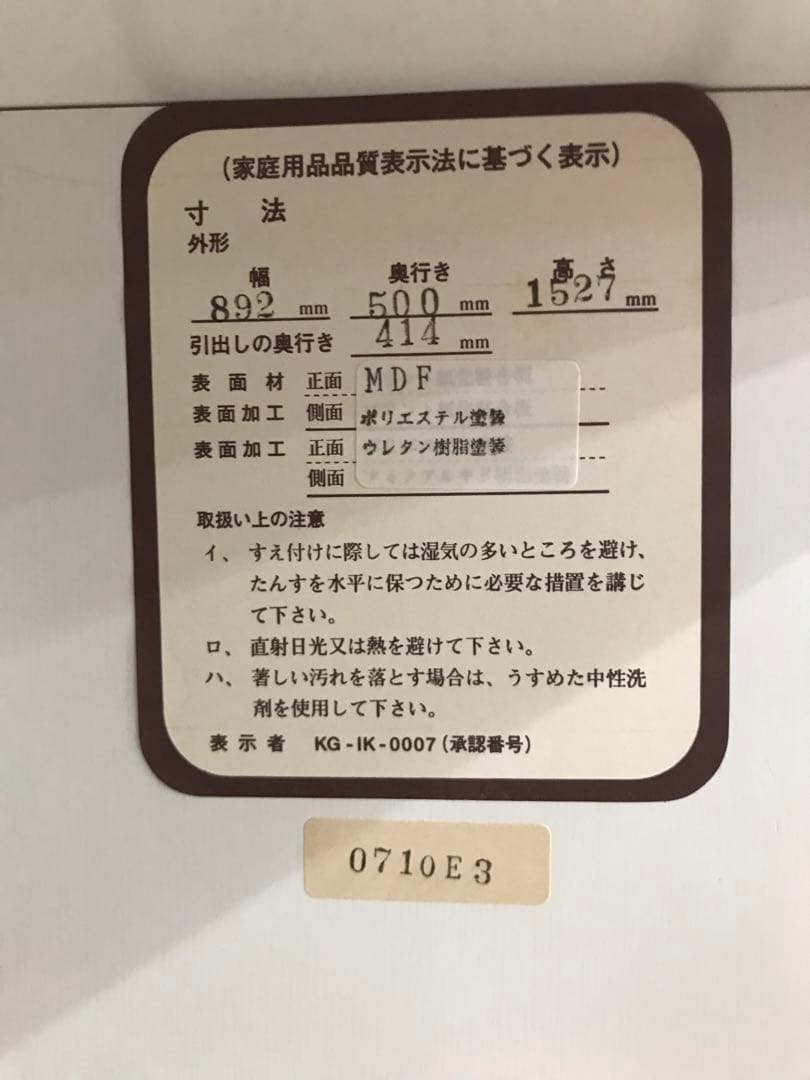 (家庭用品品質表示法に基づく表示)
寸 法
外形
幅 奥行き 高さ
892 mm 500 mm 1527 mm
引出しの奥行き 414 mm
表面材 正面 MDF
表面加工 側面 ポリエステル塗装
表面加工 正面 ウレタン樹脂塗装
側面
取扱い上の注意
イ、すえ付けに際しては湿気の多いところを避け、
たんすを水平に保つために必要な措置を講じ
て下さい。
ロ、直射日光又は熱を避けて下さい。
ハ、著しい汚れを落とす場合は、うすめた中性洗
剤を使用して下さい。
表示者 KG-IK-0007(承認番号)
0710E3